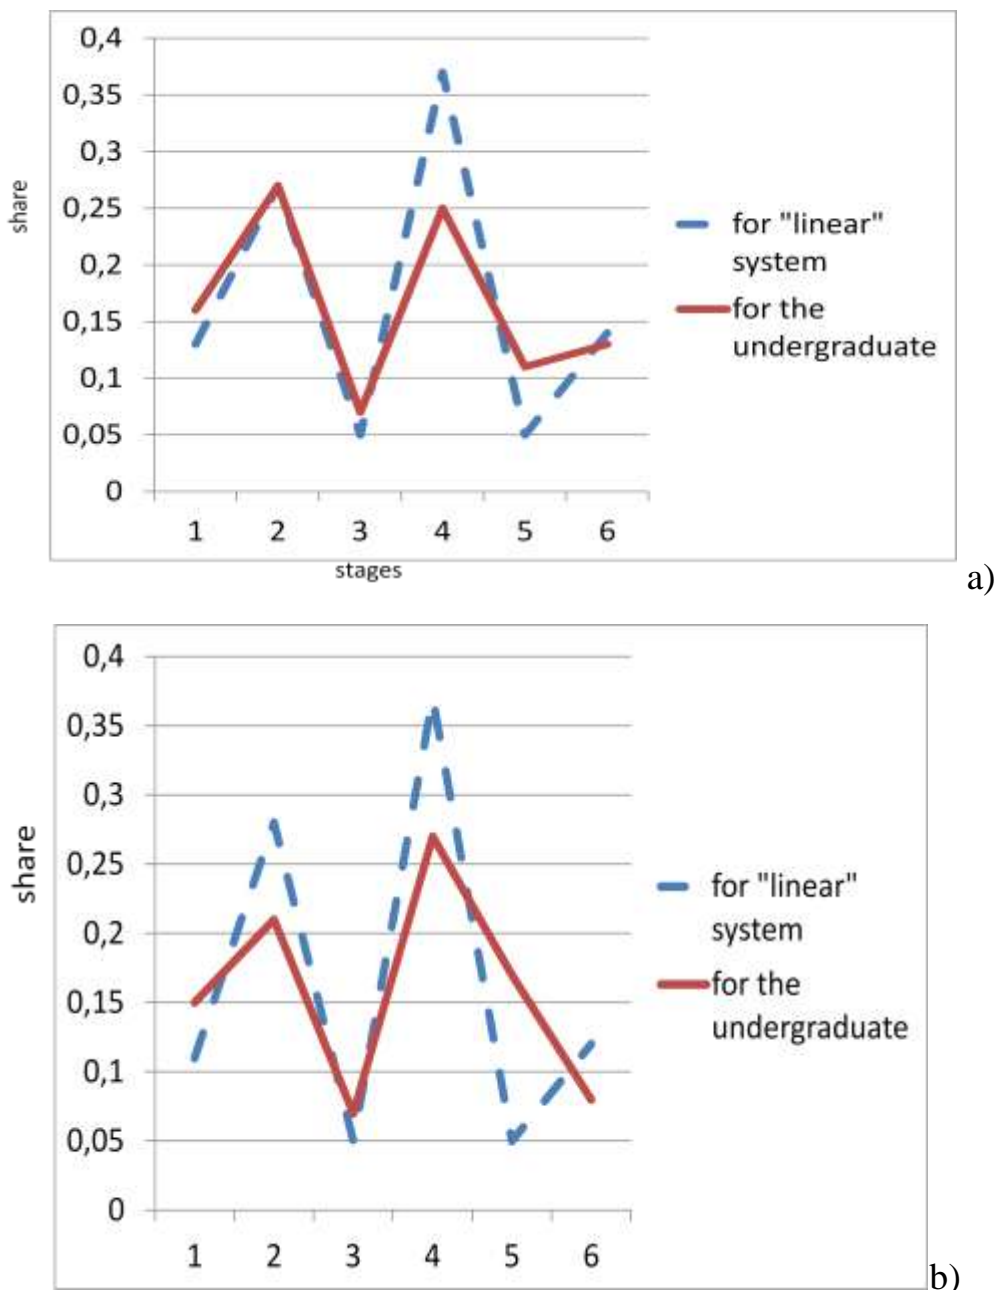 0,4
0,35
0,3
0,25
0,2
0,15
0,1
0,05
0
share
1 2 3 4 5 6
stages
for "linear"
system
for the
undergraduate
a)
0,4
0,35
0,3
0,25
0,2
0,15
0,1
0,05
0
share
1 2 3 4 5 6
for "linear"
system
for the
undergraduate
b)